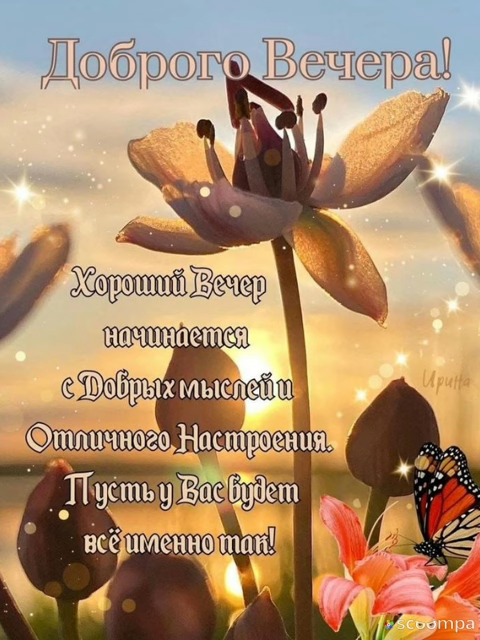 Доброго Вечера!
Хороший Вечер
начинается
с Добрых мыслей и
Отличного Настроения.
Пусть у Вас будет
всё именно так!
Ирина
scoompa